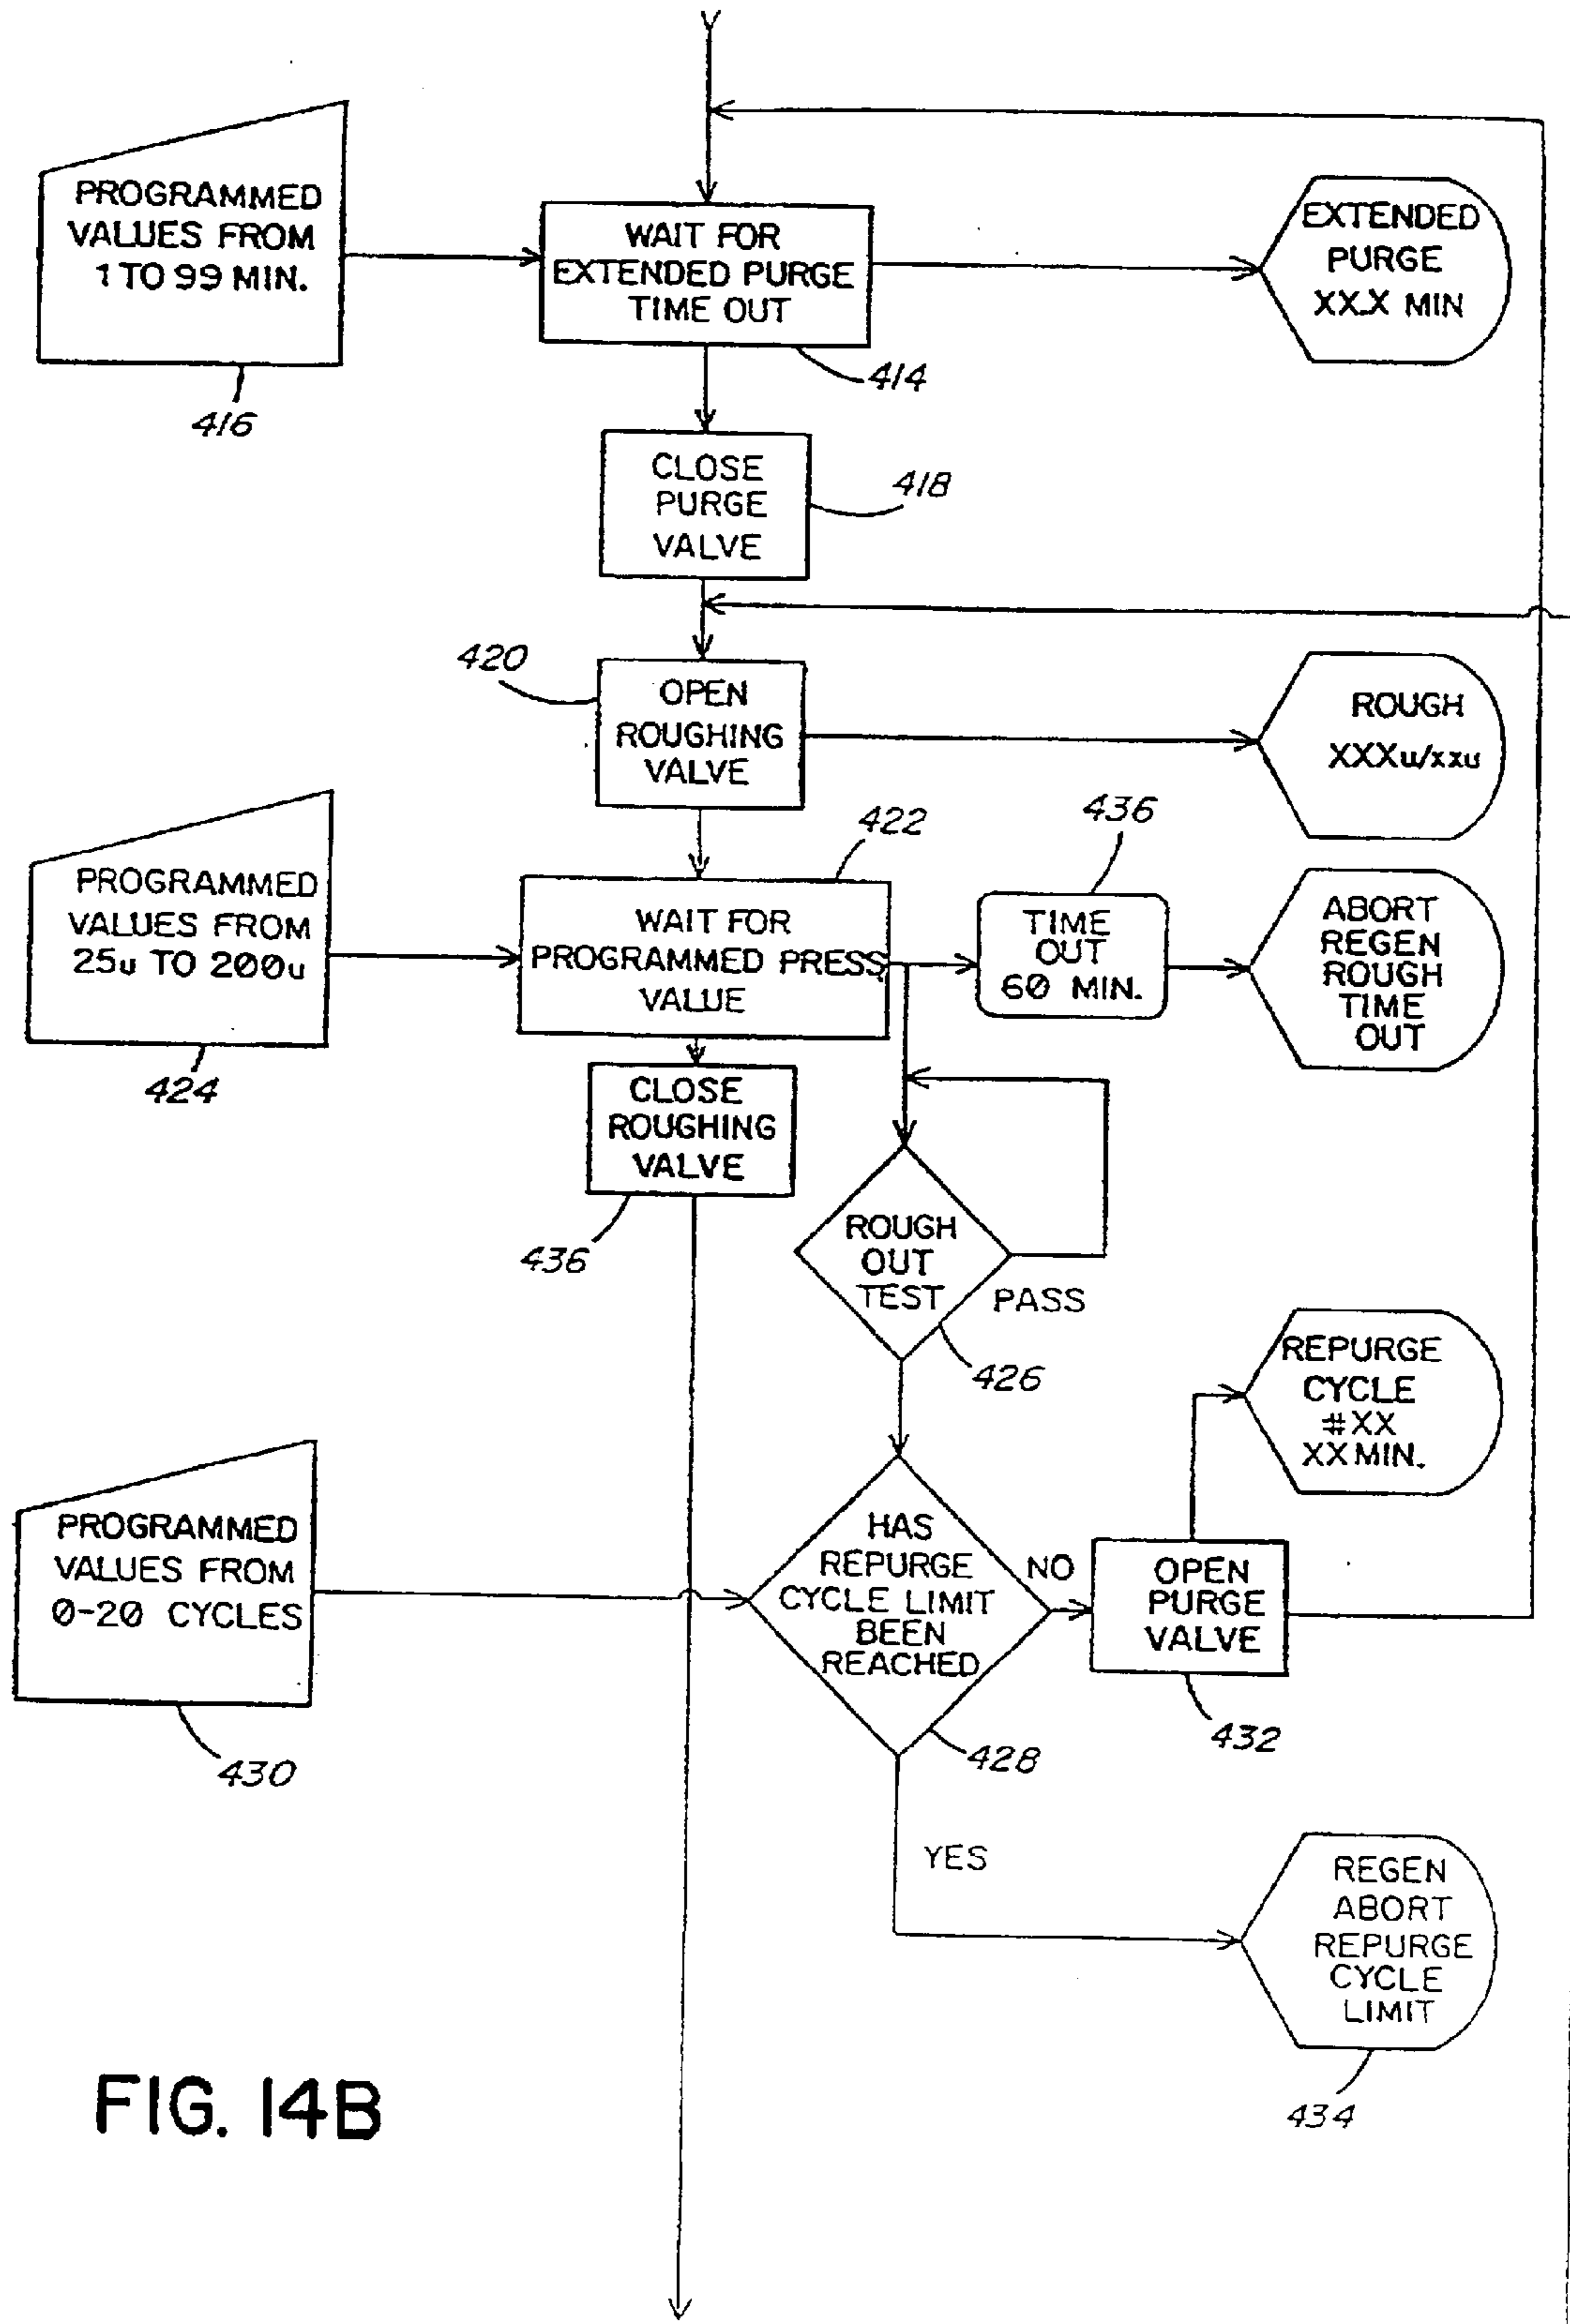 PROGRAMMED
VALUES FROM
1 TO 99 MIN.
416
WAIT FOR
EXTENDED PURGE
TIME OUT
414
EXTENDED
PURGE
XX.X MIN
CLOSE
PURGE
VALVE
418
420
OPEN
ROUGHING
VALVE
ROUGH
XXXu/xxu
PROGRAMMED
VALUES FROM
25u TO 200u
424
422
WAIT FOR
PROGRAMMED PRESS.
VALUE
436
TIME
OUT
60 MIN.
ABORT
REGEN
ROUGH
TIME
OUT
CLOSE
ROUGHING
VALVE
436
ROUGH
OUT
TEST
PASS
426
REPURGE
CYCLE
#XX
XX MIN.
PROGRAMMED
VALUES FROM
0-20 CYCLES
430
HAS
REPURGE
CYCLE LIMIT
BEEN
REACHED
428
NO
OPEN
PURGE
VALVE
432
YES
REGEN
ABORT
REPURGE
CYCLE
LIMIT
434
FIG. 14B